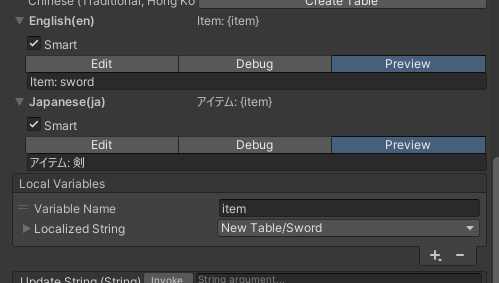 Chinese (Traditional, Hong Ko Create Table
English(en) Item: {item}
Smart
Edit Debug Preview
Item: sword
Japanese(ja) アイテム: {item}
Smart
Edit Debug Preview
アイテム: 剣
Local Variables
Variable Name item
Localized String New Table/Sword
Update String (String) Invoke String argument...